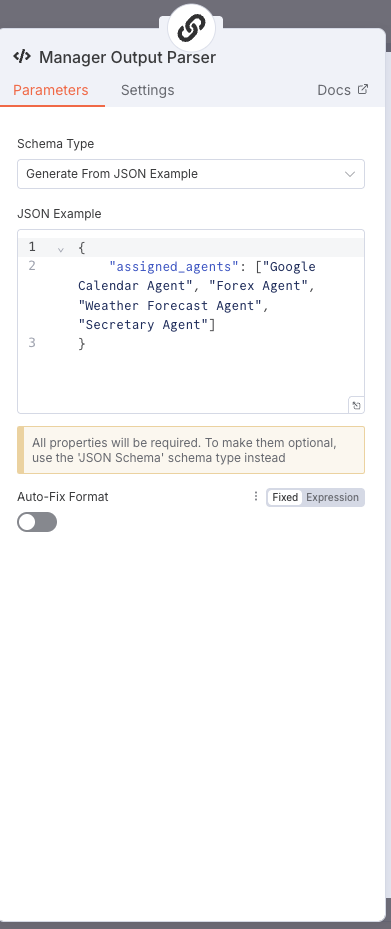 </> Manager Output Parser
Parameters Settings Docs
Schema Type
Generate From JSON Example
JSON Example
1 {
2 "assigned_agents": ["Google
Calendar Agent", "Forex Agent",
"Weather Forecast Agent",
"Secretary Agent"]
3 }
All properties will be required. To make them optional,
use the 'JSON Schema' schema type instead
Auto-Fix Format Fixed Expression